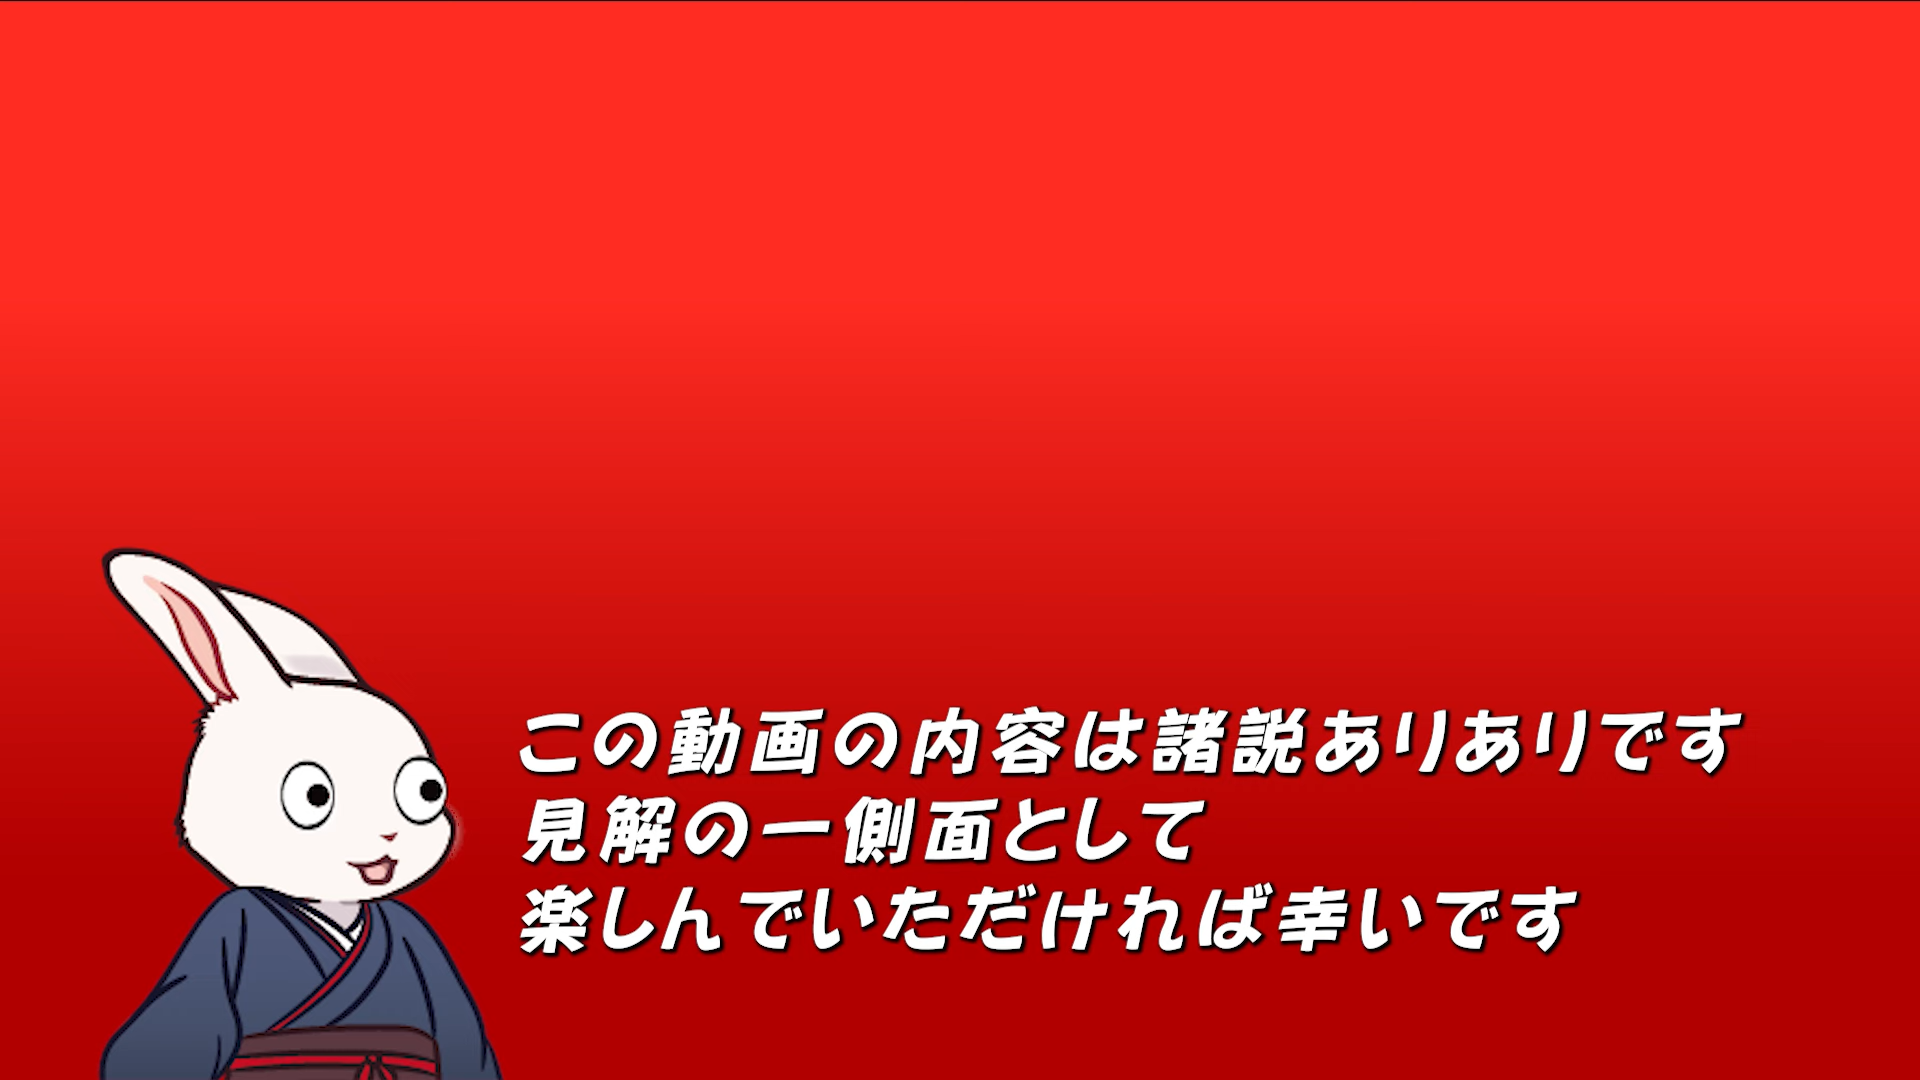 この動画の内容は諸説ありありです
見解の一側面として
楽しんでいただければ幸いです